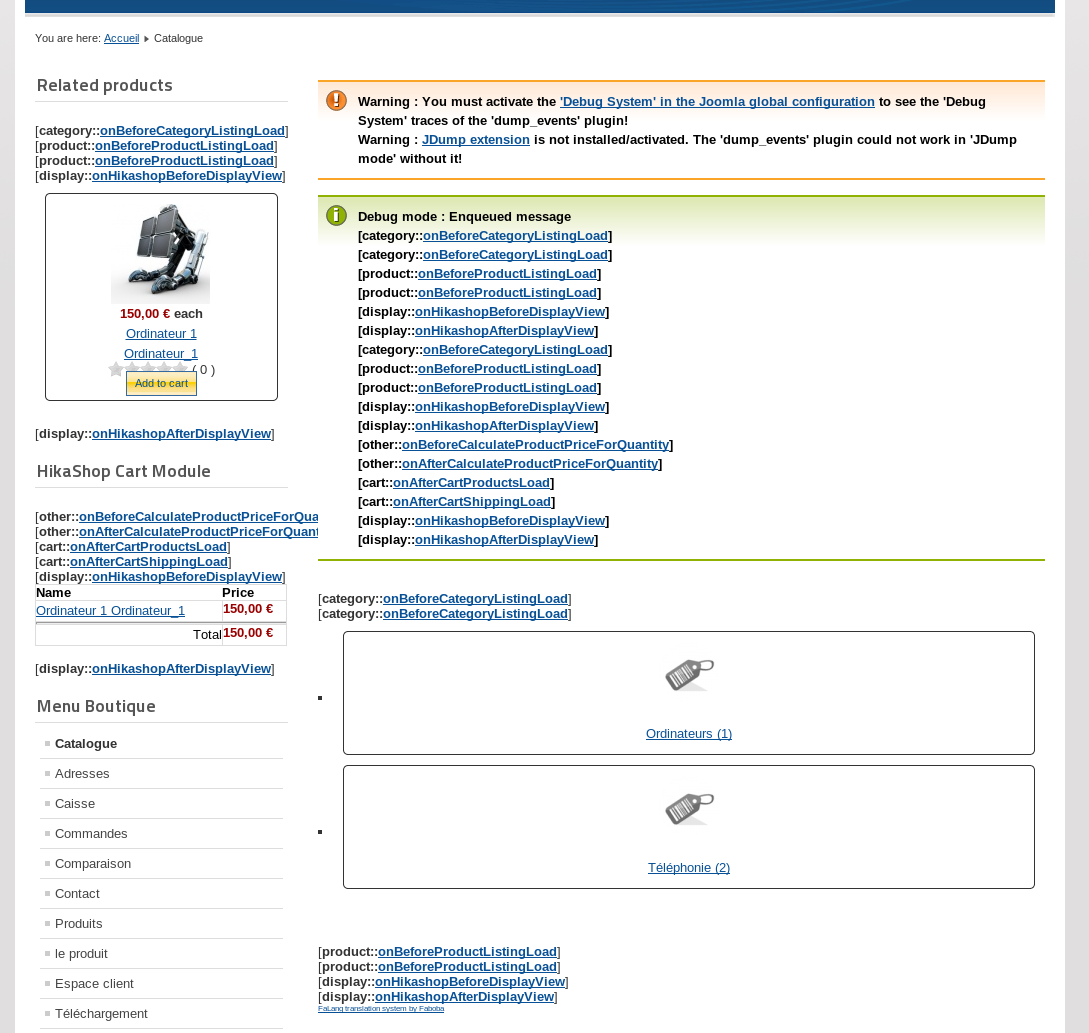 You are here: Accueil Catalogue
Related products
[category::onBeforeCategoryListingLoad]
[product::onBeforeProductListingLoad]
[product::onBeforeProductListingLoad]
[display::onHikashopBeforeDisplayView]
150,00 € each
Ordinateur 1
Ordinateur_1
( 0 )
Add to cart
[display::onHikashopAfterDisplayView]
HikaShop Cart Module
[other::onBeforeCalculateProductPriceForQua
[other::onAfterCalculateProductPriceForQuant
[cart::onAfterCartProductsLoad]
[cart::onAfterCartShippingLoad]
[display::onHikashopBeforeDisplayView]
Name Price
Ordinateur 1 Ordinateur_1 150,00 €
Total 150,00 €
[display::onHikashopAfterDisplayView]
Menu Boutique
Catalogue
Adresses
Caisse
Commandes
Comparaison
Contact
Produits
le produit
Espace client
Téléchargement
Warning : You must activate the 'Debug System' in the Joomla global configuration to see the 'Debug
System' traces of the 'dump_events' plugin!
Warning : JDump extension is not installed/activated. The 'dump_events' plugin could not work in 'JDump
mode' without it!
Debug mode : Enqueued message
[category::onBeforeCategoryListingLoad]
[category::onBeforeCategoryListingLoad]
[product::onBeforeProductListingLoad]
[product::onBeforeProductListingLoad]
[display::onHikashopBeforeDisplayView]
[display::onHikashopAfterDisplayView]
[category::onBeforeCategoryListingLoad]
[product::onBeforeProductListingLoad]
[product::onBeforeProductListingLoad]
[display::onHikashopBeforeDisplayView]
[display::onHikashopAfterDisplayView]
[other::onBeforeCalculateProductPriceForQuantity]
[other::onAfterCalculateProductPriceForQuantity]
[cart::onAfterCartProductsLoad]
[cart::onAfterCartShippingLoad]
[display::onHikashopBeforeDisplayView]
[display::onHikashopAfterDisplayView]
[category::onBeforeCategoryListingLoad]
[category::onBeforeCategoryListingLoad]
Ordinateurs (1)
Téléphonie (2)
[product::onBeforeProductListingLoad]
[product::onBeforeProductListingLoad]
[display::onHikashopBeforeDisplayView]
[display::onHikashopAfterDisplayView]
FaLang translation system by Faboba